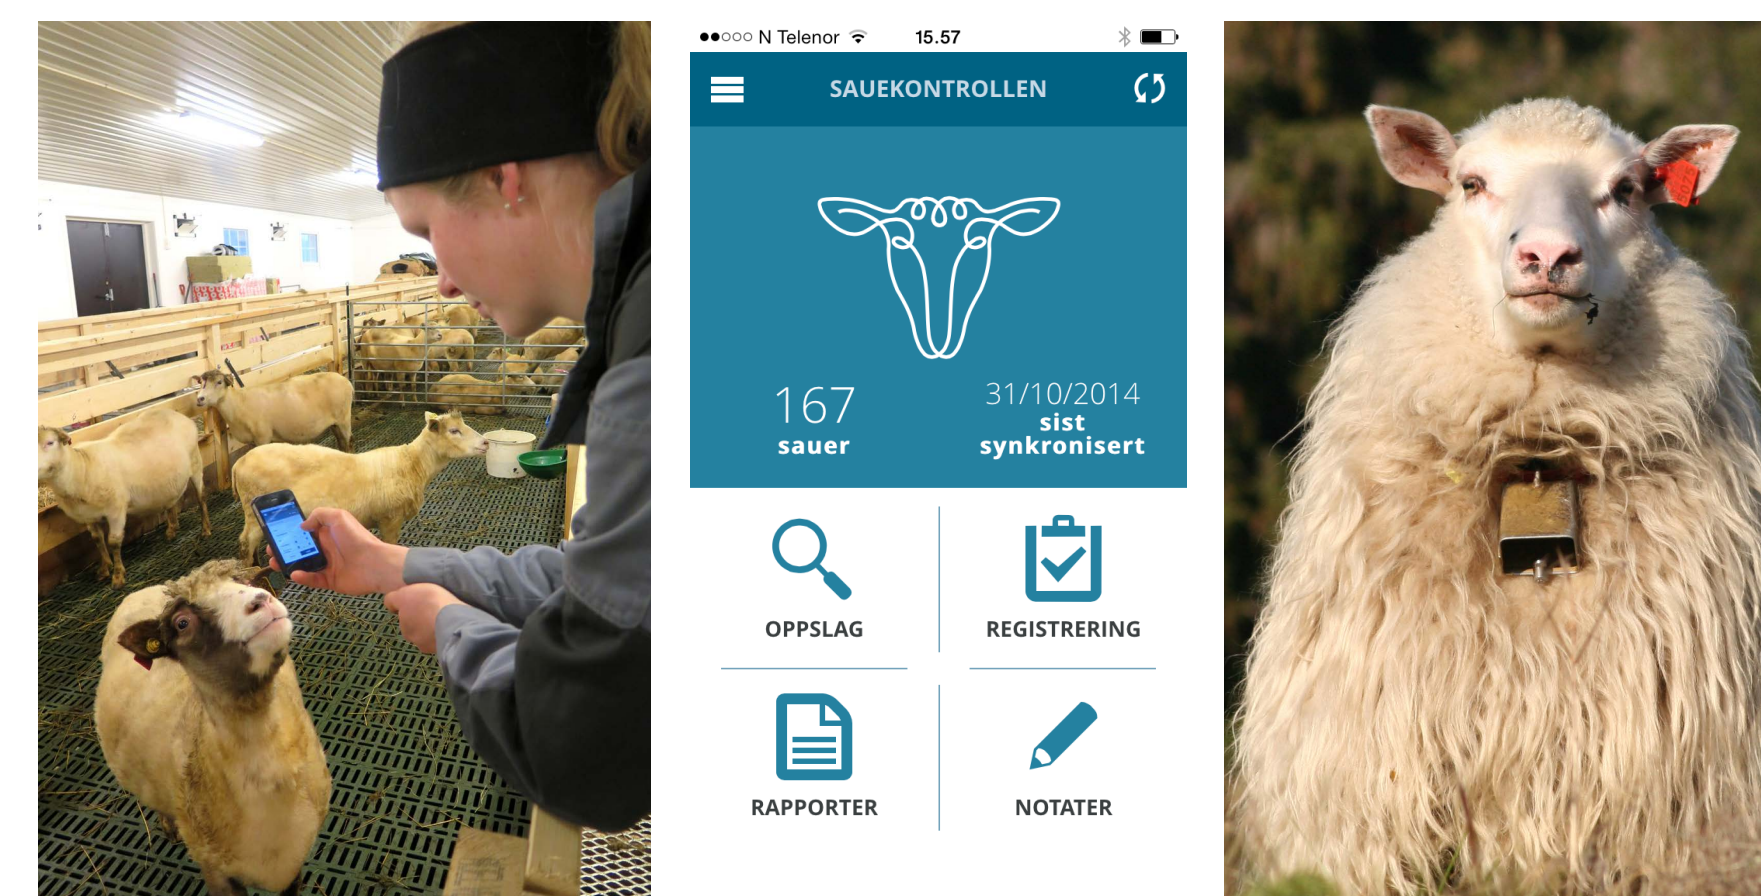 N Telenor 15.57
SAUEKONTROLLEN
167
sauer
31/10/2014
sist
synkronisert
OPPSLAG
REGISTRERING
RAPPORTER
NOTATER